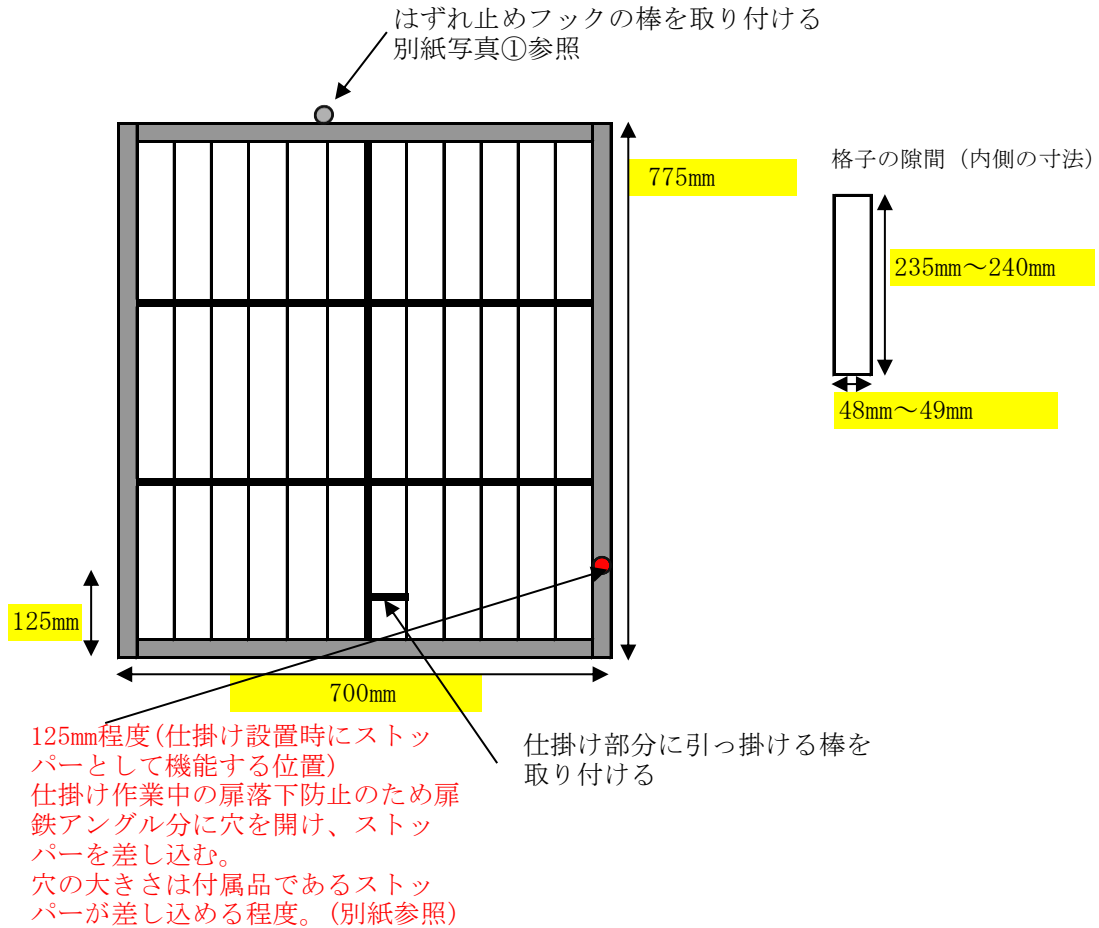 はずれ止めフックの棒を取り付ける
別紙写真①参照
775㎜
格子の隙間（内側の寸法）
235㎜～240㎜
48㎜～49㎜
125㎜
700㎜
125㎜程度(仕掛け設置時にストッ
パーとして機能する位置)
仕掛け作業中の扉落下防止のため扉
鉄アングル分に穴を開け、ストッ
パーを差し込む。
穴の大きさは付属品であるストッ
パーが差し込める程度。(別紙参照)
仕掛け部分に引っ掛ける棒を
取り付ける